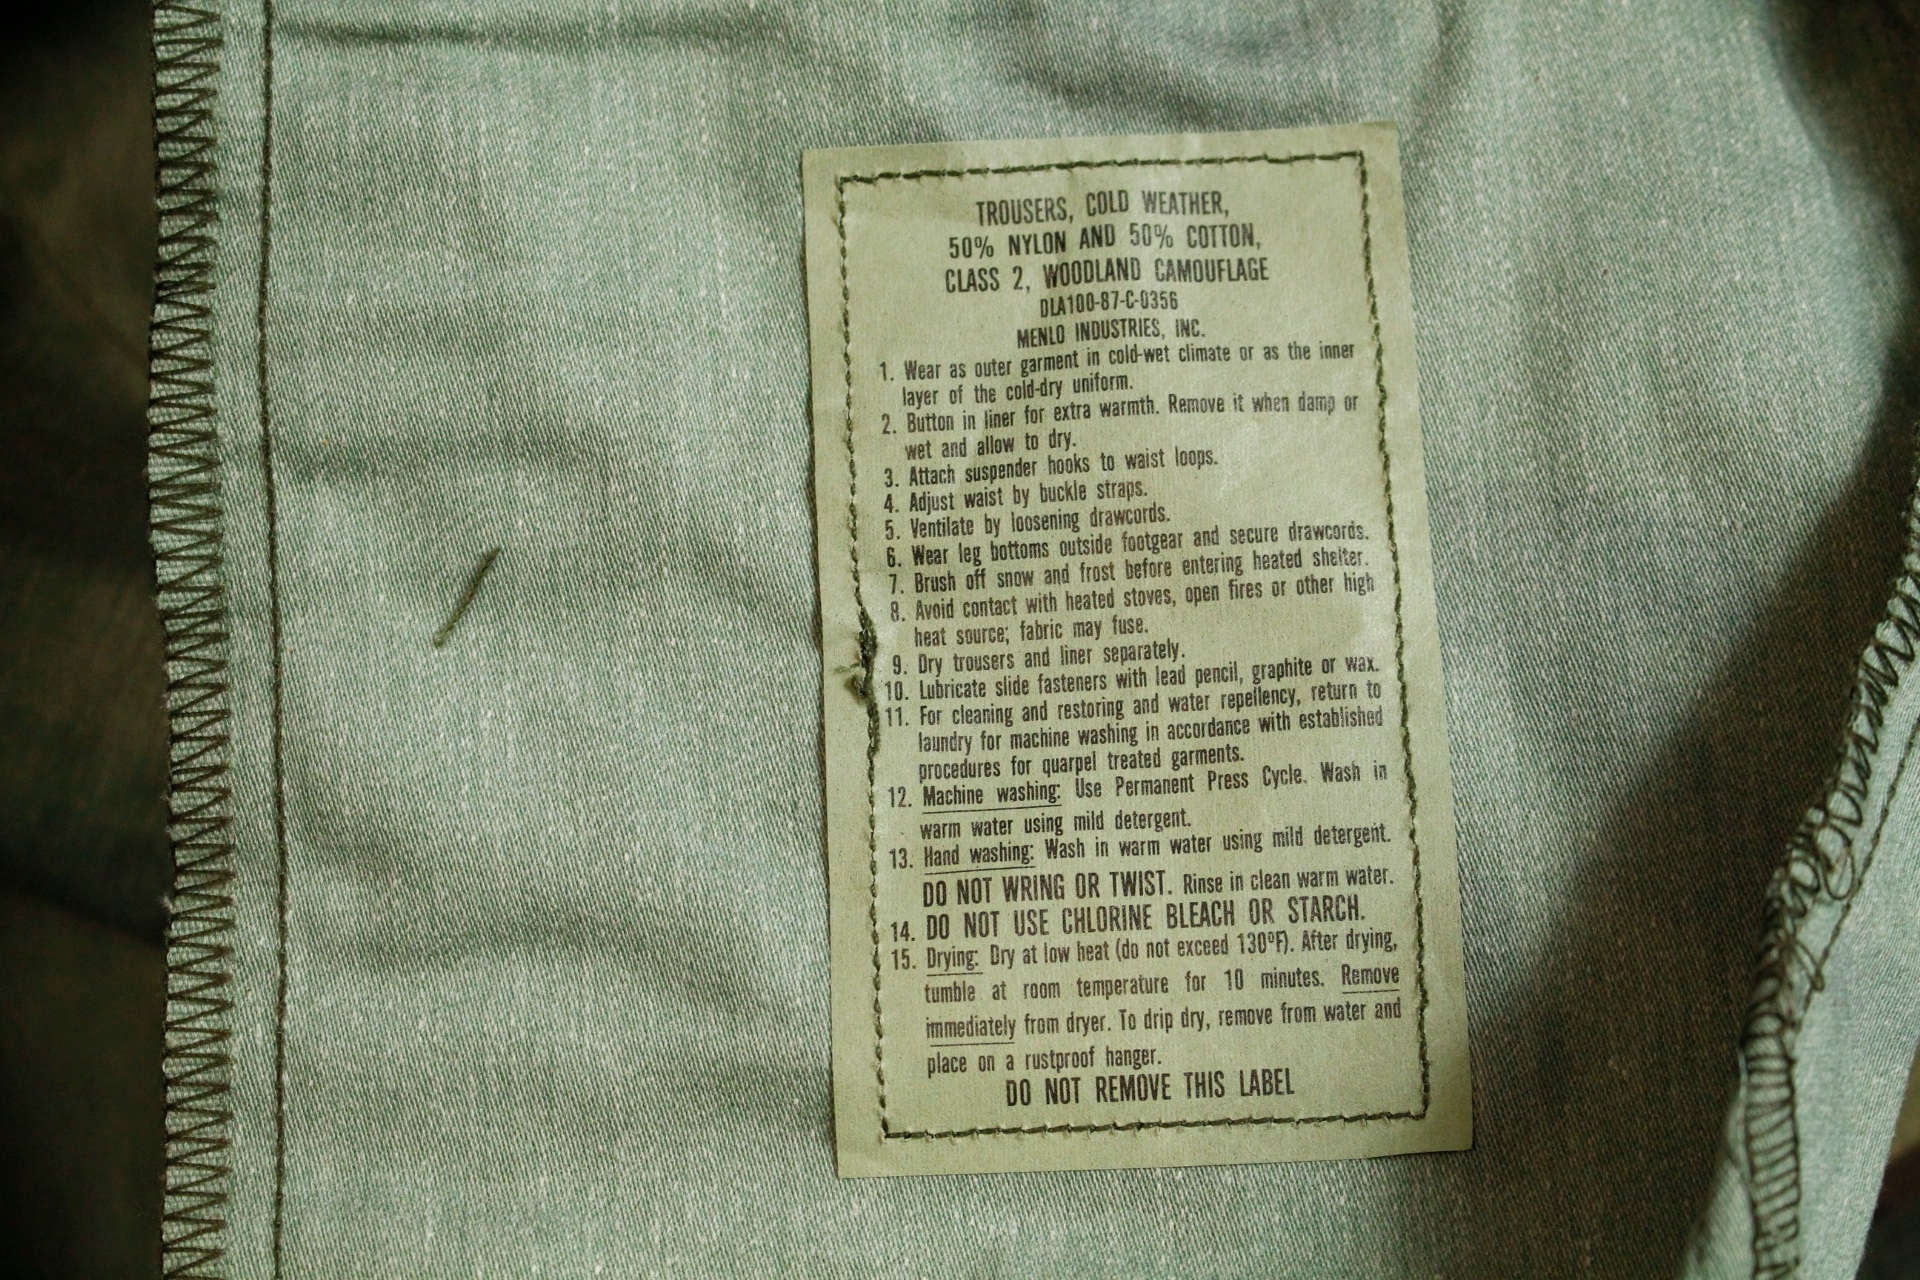 TROUSERS, COLD WEATHER,
50% NYLON AND 50% COTTON,
CLASS 2, WOODLAND CAMOUFLAGE
DLA100-87-C-0356
MENLO INDUSTRIES, INC.
1. Wear as outer garment in cold-wet climate or as the inner
layer of the cold-dry uniform.
2. Button in liner for extra warmth. Remove it when damp or
wet and allow to dry.
3. Attach suspender hooks to waist loops.
4. Adjust waist by buckle straps.
5. Ventilate by loosening drawcords.
6. Wear leg bottoms outside footgear and secure drawcords.
7. Brush off snow and frost before entering heated shelter.
8. Avoid contact with heated stoves, open fires or other high
heat source; fabric may fuse.
9. Dry trousers and liner separately.
10. Lubricate slide fasteners with lead pencil, graphite or wax.
11. For cleaning and restoring and water repellency, return to
laundry for machine washing in accordance with established
procedures for quarpel treated garments.
12. Machine washing: Use Permanent Press Cycle. Wash in
warm water using mild detergent.
13. Hand washing: Wash in warm water using mild detergent.
DO NOT WRING OR TWIST. Rinse in clean warm water.
14. DO NOT USE CHLORINE BLEACH OR STARCH.
15. Drying: Dry at low heat (do not exceed 130°F). After drying,
tumble at room temperature for 10 minutes. Remove
immediately from dryer. To drip dry, remove from water and
place on a rustproof hanger.
DO NOT REMOVE THIS LABEL